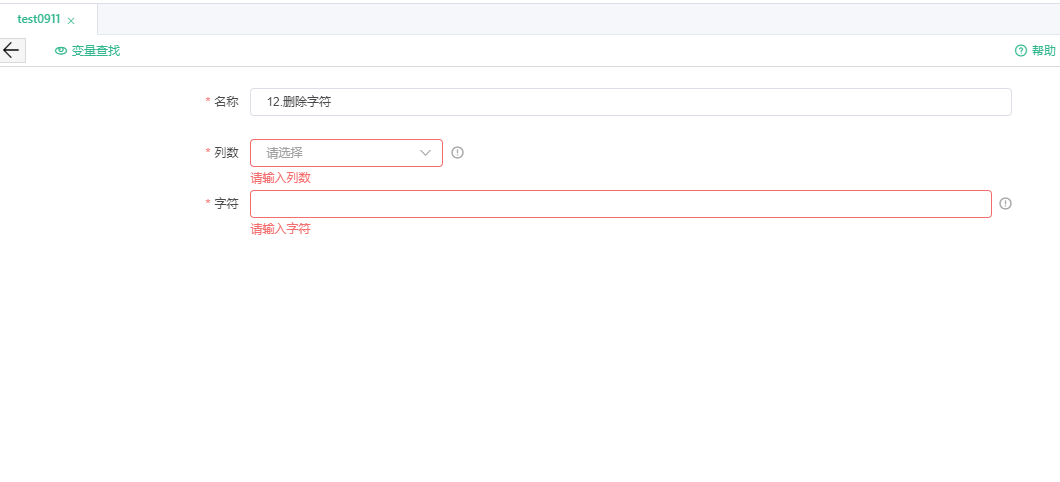 test0911
变量查找
帮助
* 名称 12.删除字符
* 列数 请选择
请输入列数
* 字符
请输入字符